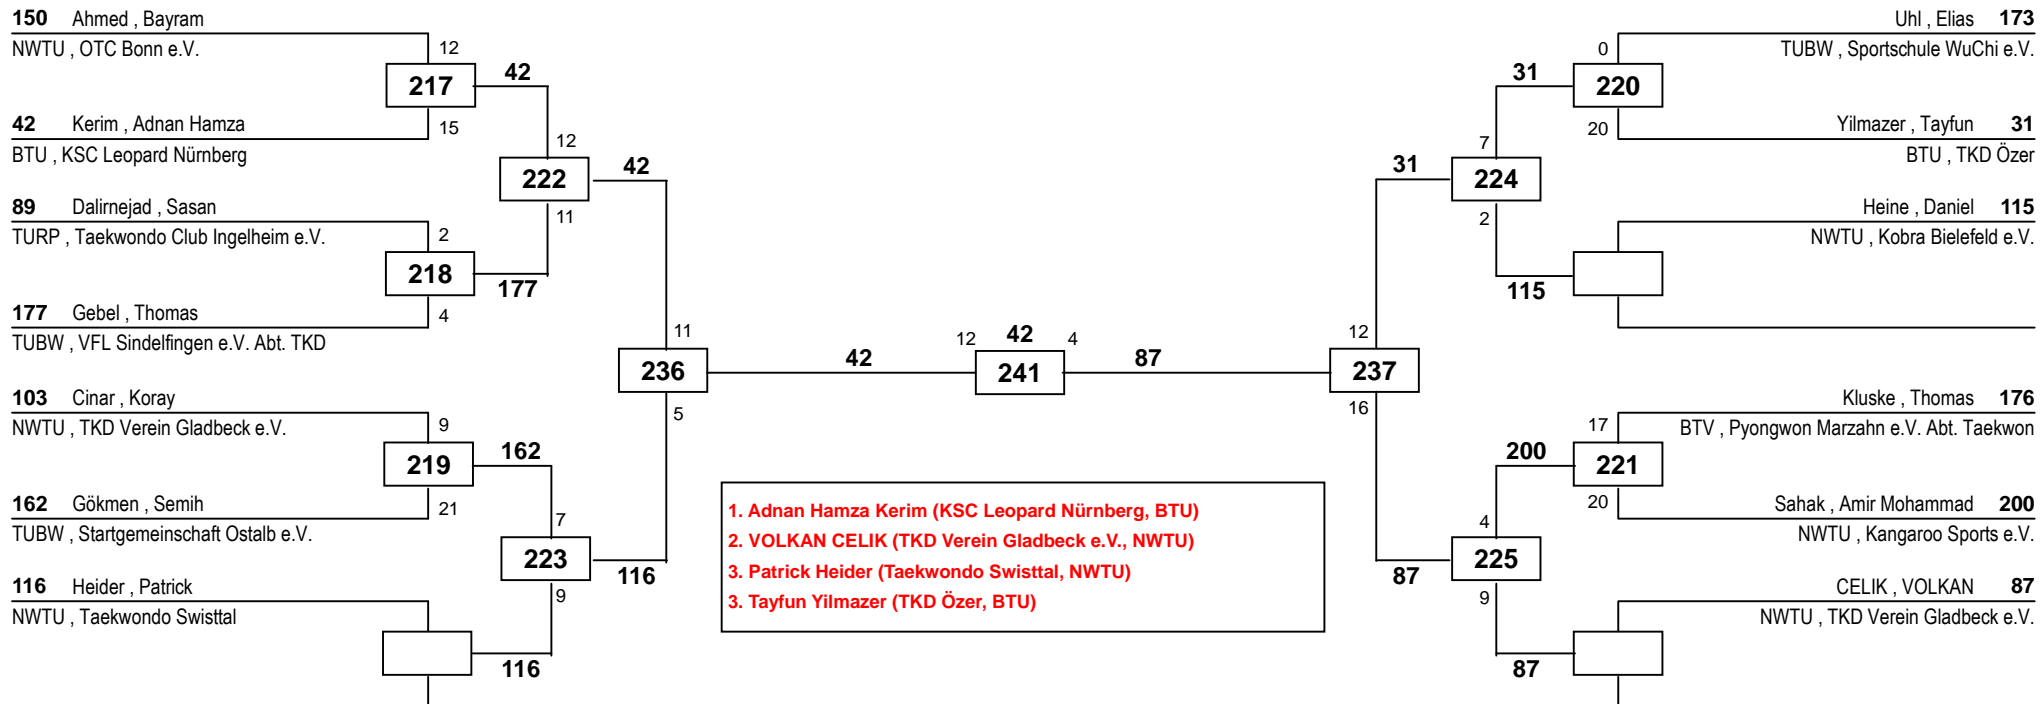 150 Ahmed , Bayram
NWTU , OTC Bonn e.V.
12
217
42
15
42 Kerim , Adnan Hamza
BTU , KSC Leopard Nürnberg
12
222
42
11
89 Dalirnejad , Sasan
TURP , Taekwondo Club Ingelheim e.V.
2
218
177
4
177 Gebel , Thomas
TUBW , VFL Sindelfingen e.V. Abt. TKD
11
236
42
5
103 Cinar , Koray
NWTU , TKD Verein Gladbeck e.V.
9
219
162
21
162 Gökmen , Semih
TUBW , Startgemeinschaft Ostalb e.V.
7
223
116
9
116 Heider , Patrick
NWTU , Taekwondo Swisttal
116
12 42 4
241
87
1. Adnan Hamza Kerim (KSC Leopard Nürnberg, BTU)
2. VOLKAN CELIK (TKD Verein Gladbeck e.V., NWTU)
3. Patrick Heider (Taekwondo Swisttal, NWTU)
3. Tayfun Yilmazer (TKD Özer, BTU)
Uhl , Elias 173
TUBW , Sportschule WuChi e.V.
0
31
220
20
Yilmazer , Tayfun 31
BTU , TKD Özer
7
31
224
2
Heine , Daniel 115
NWTU , Kobra Bielefeld e.V.
115
12
237
16
Kluske , Thomas 176
BTV , Pyongwon Marzahn e.V. Abt. Taekwon
17
200
221
20
Sahak , Amir Mohammad 200
NWTU , Kangaroo Sports e.V.
4
225
87
9
CELIK , VOLKAN 87
NWTU , TKD Verein Gladbeck e.V.
87